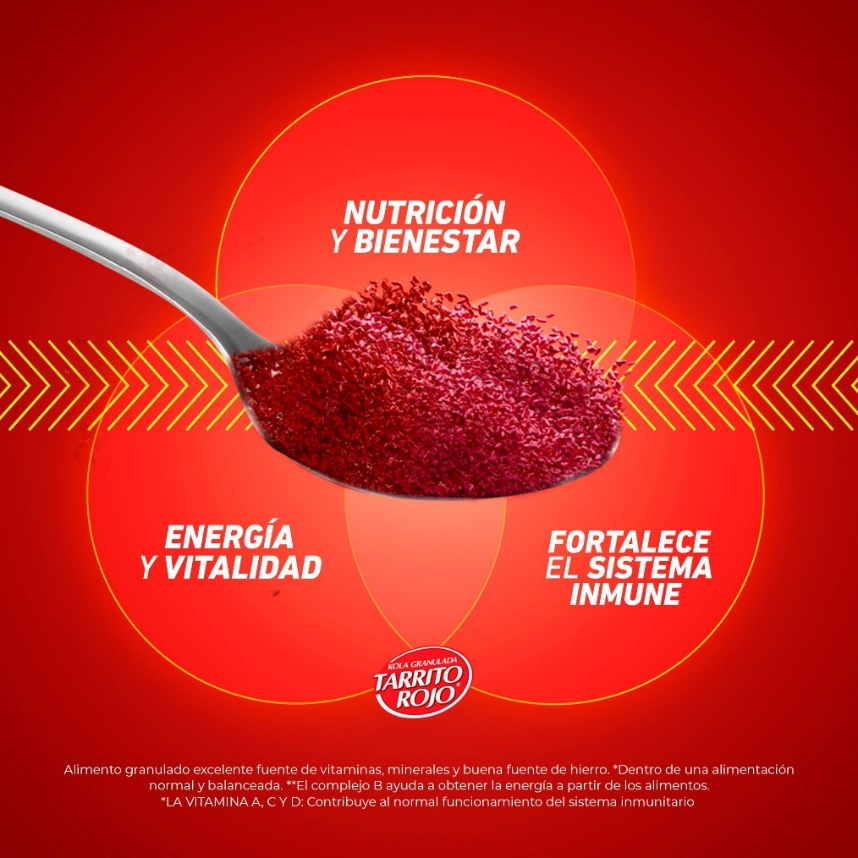 NUTRICIÓN
Y BIENESTAR
ENERGÍA
Y VITALIDAD
FORTALECE
EL SISTEMA
INMUNE
KOLA GRANULADA
TARRITO
ROJO®
Alimento granulado excelente fuente de vitaminas, minerales y buena fuente de hierro. *Dentro de una alimentación
normal y balanceada. **El complejo B ayuda a obtener la energía a partir de los alimentos.
*LA VITAMINA A, C Y D: Contribuye al normal funcionamiento del sistema inmunitario